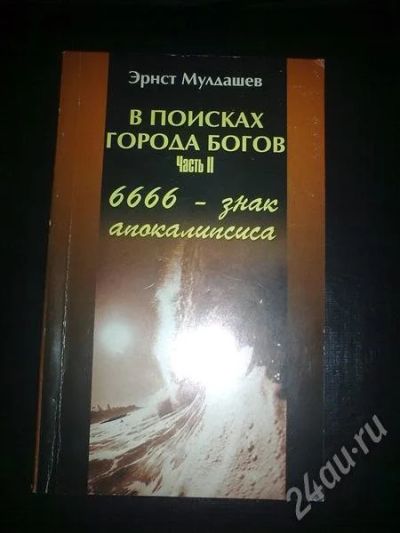 Эрнст Мулдашев
В ПОИСКАХ
ГОРОДА БОГОВ
Часть II
6666 - знак
апокалипсиса
24au.ru